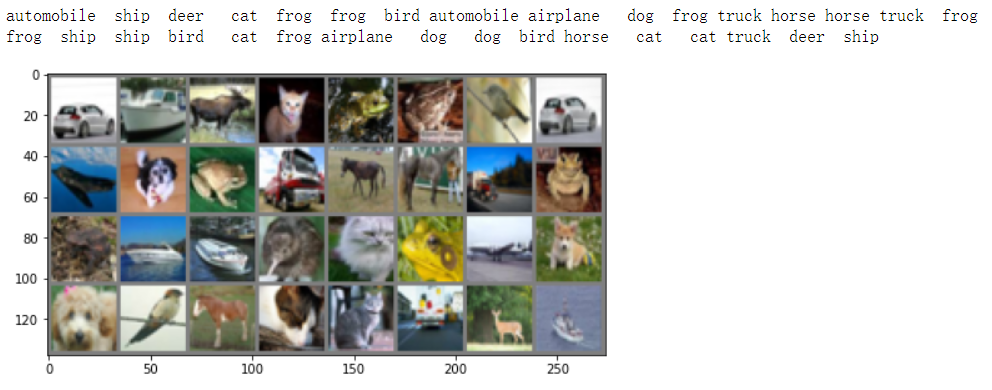 automobile ship deer cat frog frog bird automobile airplane dog frog truck horse horse truck frog
frog ship ship bird cat frog airplane dog dog bird horse cat cat truck deer ship
0
20
40
60
80
100
120
0 50 100 150 200 250